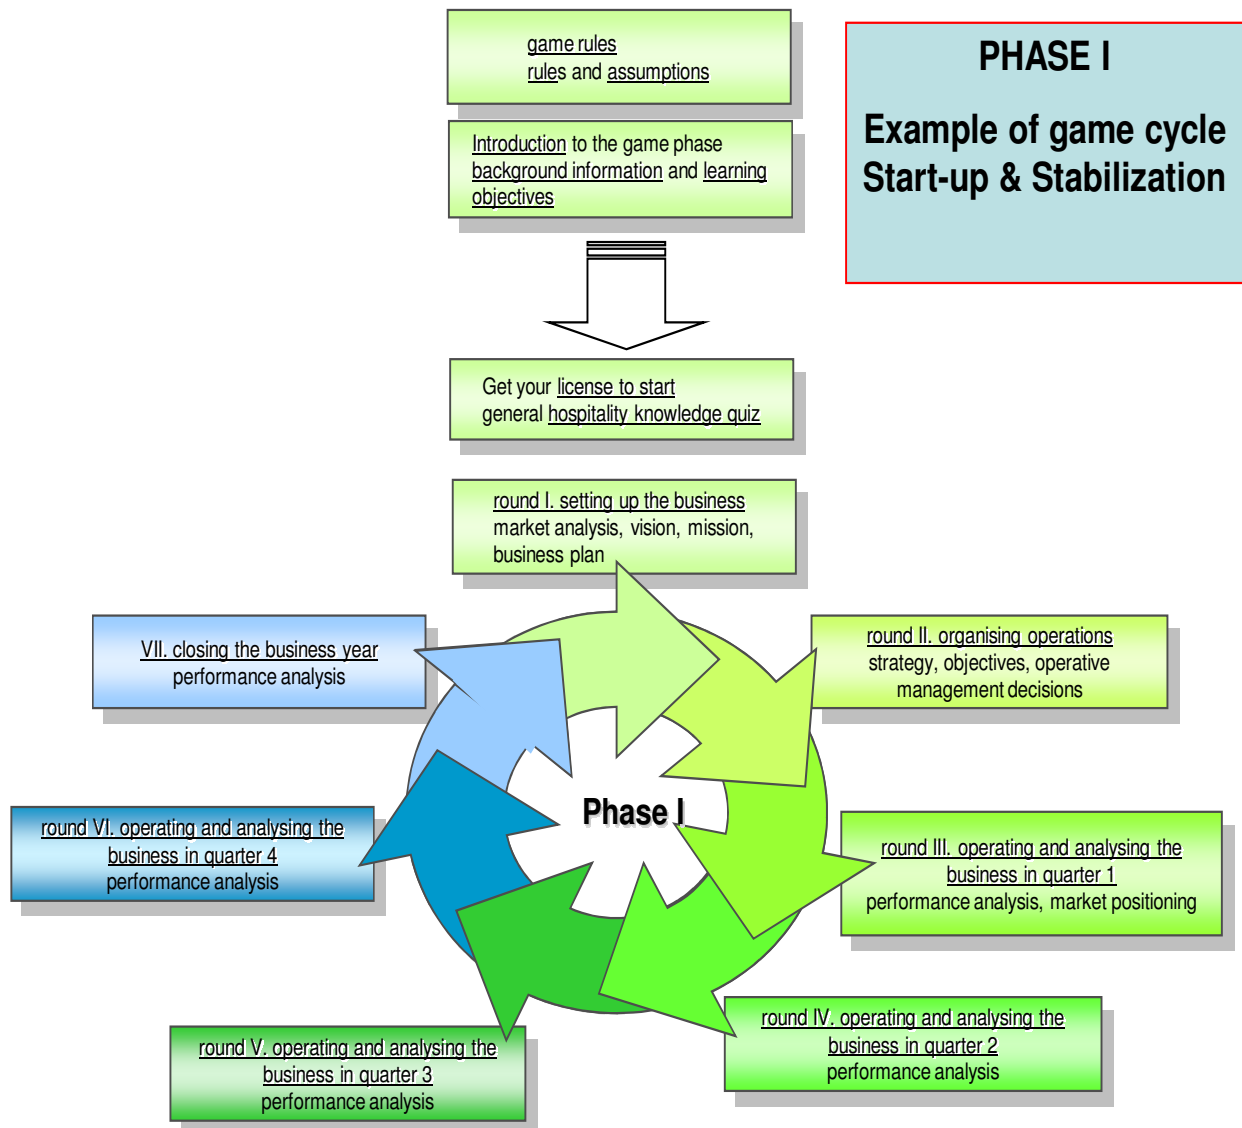 game rules
rules and assumptions
PHASE I
Example of game cycle
Start-up & Stabilization
Introduction to the game phase
background information and learning
objectives
Get your license to start
general hospitality knowledge quiz
round I. setting up the business
market analysis, vision, mission,
business plan
VII. closing the business year
performance analysis
round II. organising operations
strategy, objectives, operative
management decisions
Phase I
round VI. operating and analysing the
business in quarter 4
performance analysis
round III. operating and analysing the
business in quarter 1
performance analysis, market positioning
round V. operating and analysing the
business in quarter 3
performance analysis
round IV. operating and analysing the
business in quarter 2
performance analysis